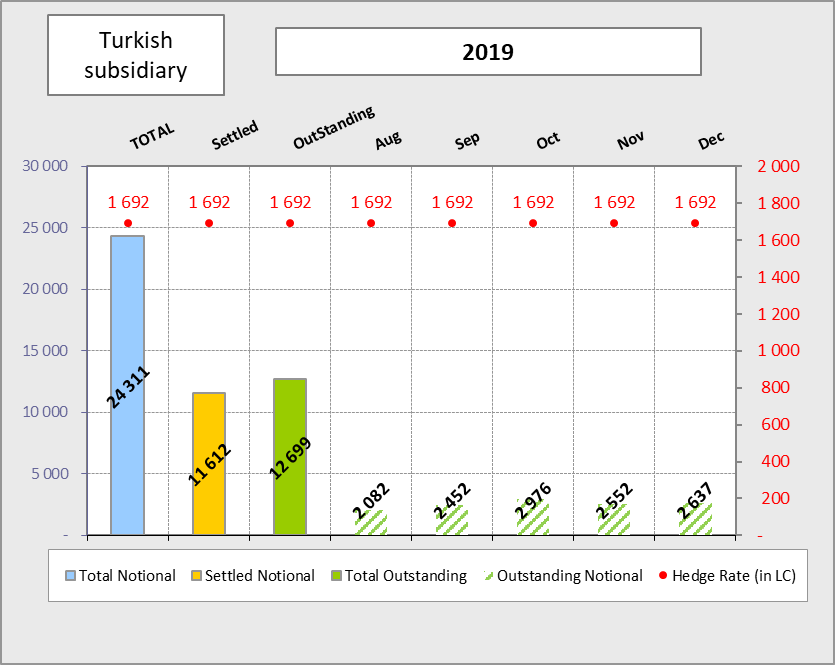 Turkish
subsidiary
2019
TOTAL Settled OutStanding Aug Sep Oct Nov Dec
30 000 2 000
1 692 1 692 1 692 1 692 1 692 1 692 1 692 1 692
1 800
25 000
1 600
1 400
20 000
1 200
15 000 1 000
24 311
800
10 000
600
11 612 12 699
400
5 000
2 082 2 452 2 976 2 552 2 637
200
- -
Total Notional Settled Notional Total Outstanding Outstanding Notional Hedge Rate (in LC)